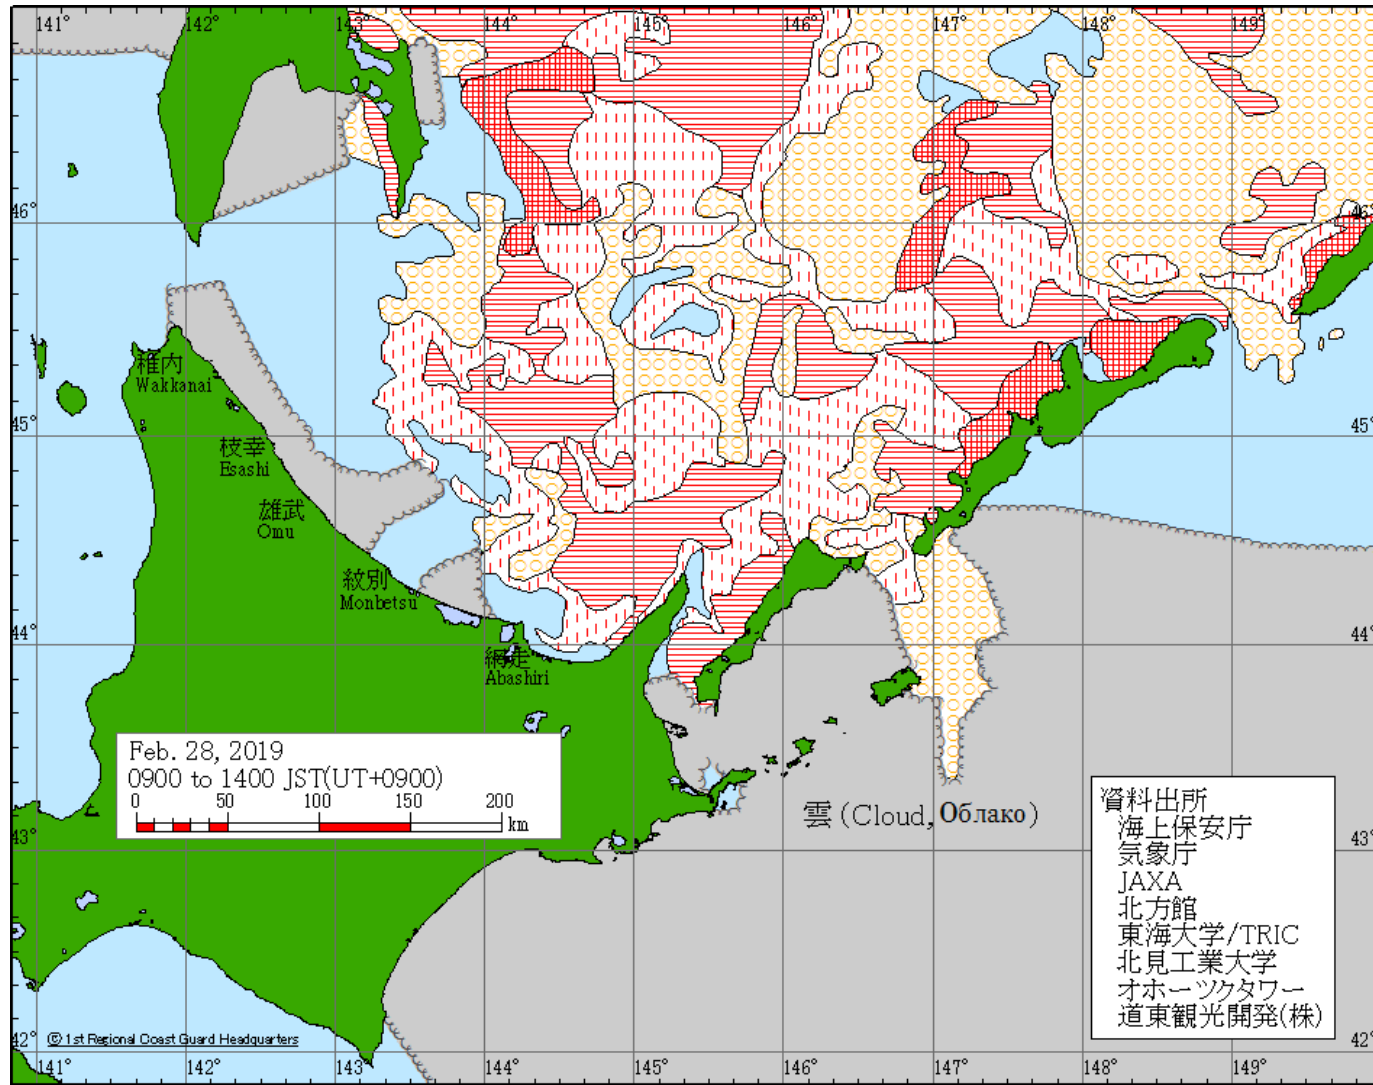 141° 142° 143° 144° 145° 146° 147° 148° 149°
46° 46°
稚内
Wakkanai
45° 45°
枝幸
Esashi
雄武
Omu
紋別
Monbetsu
44° 44°
網走
Abashiri
Feb. 28, 2019
0900 to 1400 JST(UT+0900)
0 50 100 150 200
km
雲(Cloud, Облако)
資料出所
海上保安庁
気象庁
JAXA
北方館
東海大学/TRIC
北見工業大学
オホーツクタワー
道東観光開発(株)
43° 43°
42° 42°
© 1st Regional Coast Guard Headquarters
141° 142° 143° 144° 145° 146° 147° 148° 149°